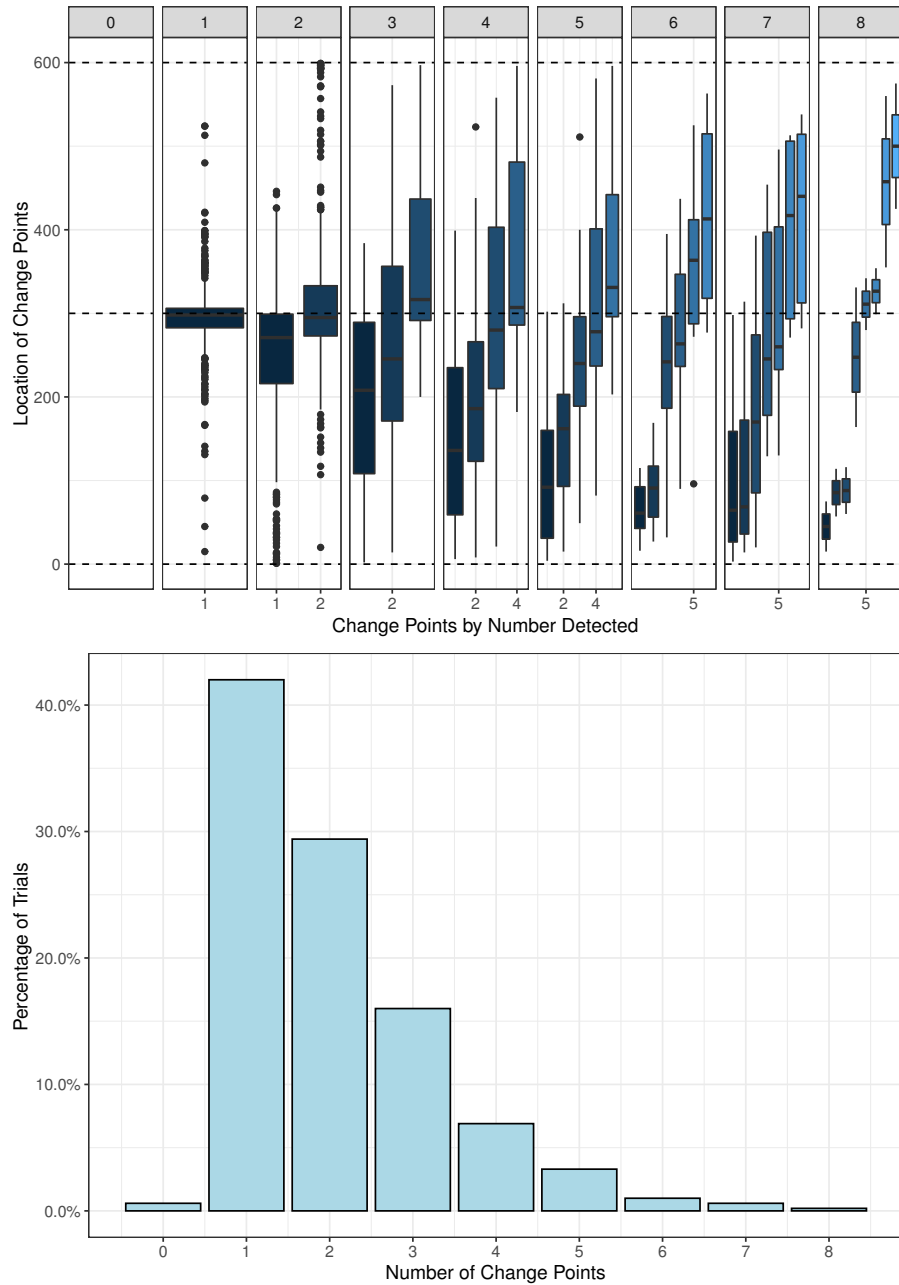 0 1 2 3 4 5 6 7 8
600
400
200
0
Location of Change Points
1 1 2 2 2 4 2 4 5 5 5
Change Points by Number Detected
40.0%
30.0%
20.0%
10.0%
0.0%
Percentage of Trials
0 1 2 3 4 5 6 7 8
Number of Change Points